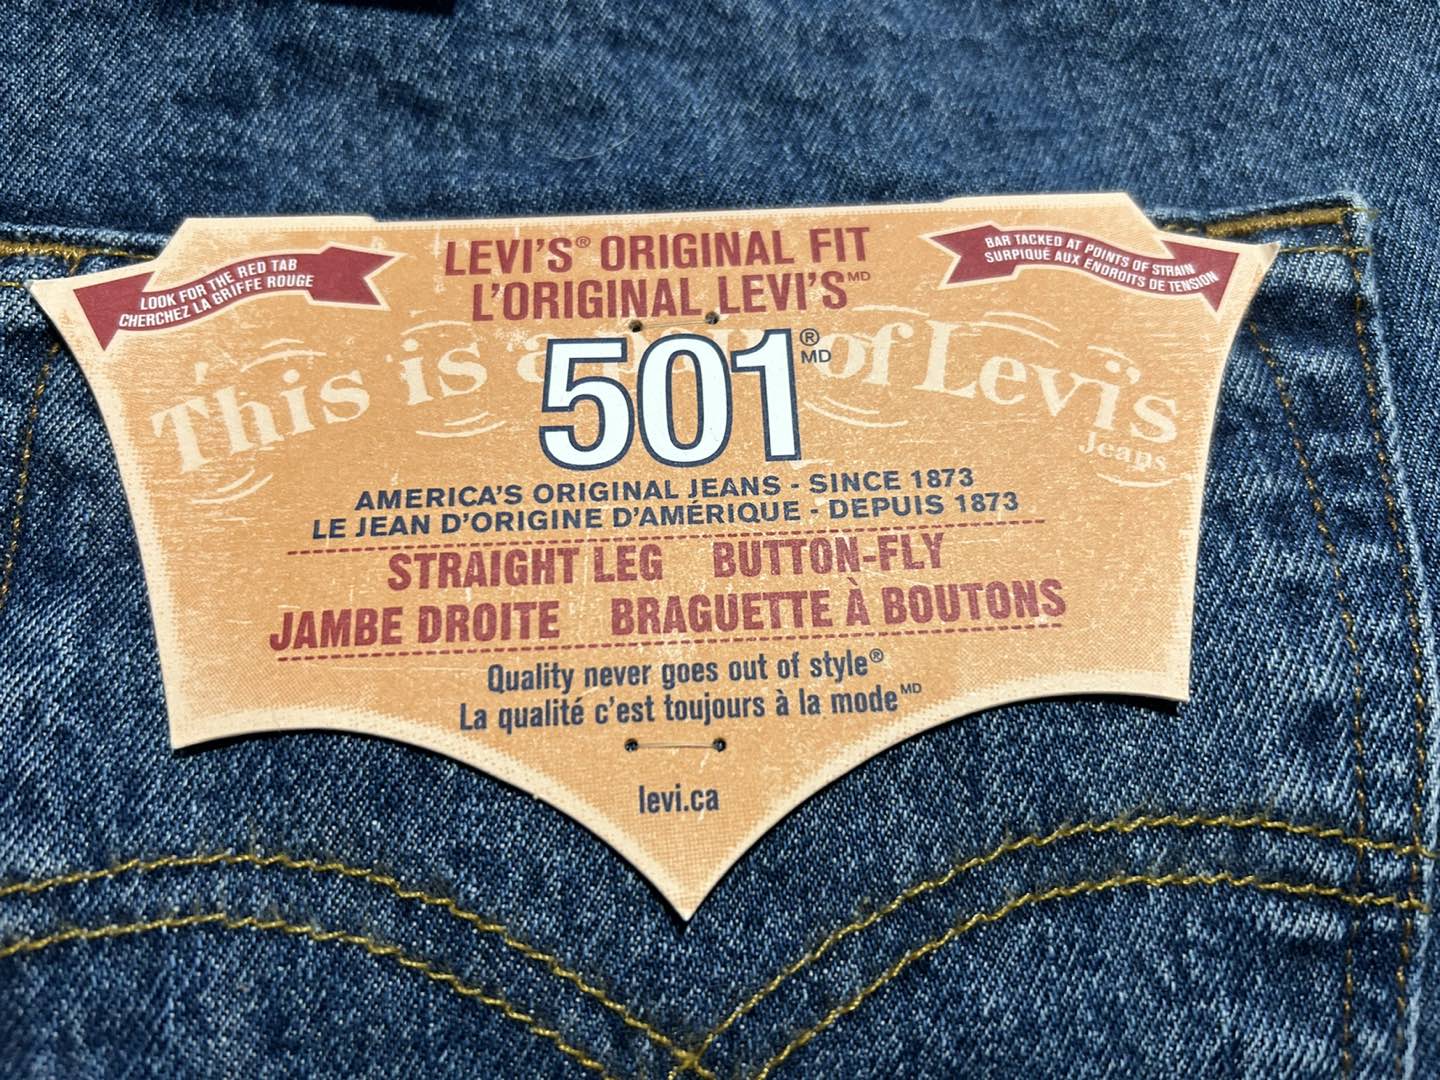 LEVI'S® ORIGINAL FIT
L'ORIGINAL LEVI'S MD
LOOK FOR THE RED TAB
CHERCHEZ LA GRIFFE ROUGE
BAR TACKED AT POINTS OF STRAIN
SURPIQUÉ AUX ENDROITS DE TENSION
This is a of Levi's
Jeans
501® MD
AMERICA'S ORIGINAL JEANS - SINCE 1873
LE JEAN D'ORIGINE D'AMÉRIQUE - DEPUIS 1873
STRAIGHT LEG BUTTON-FLY
JAMBE DROITE BRAGUETTE À BOUTONS
Quality never goes out of style®
La qualité c'est toujours à la mode MD
levi.ca